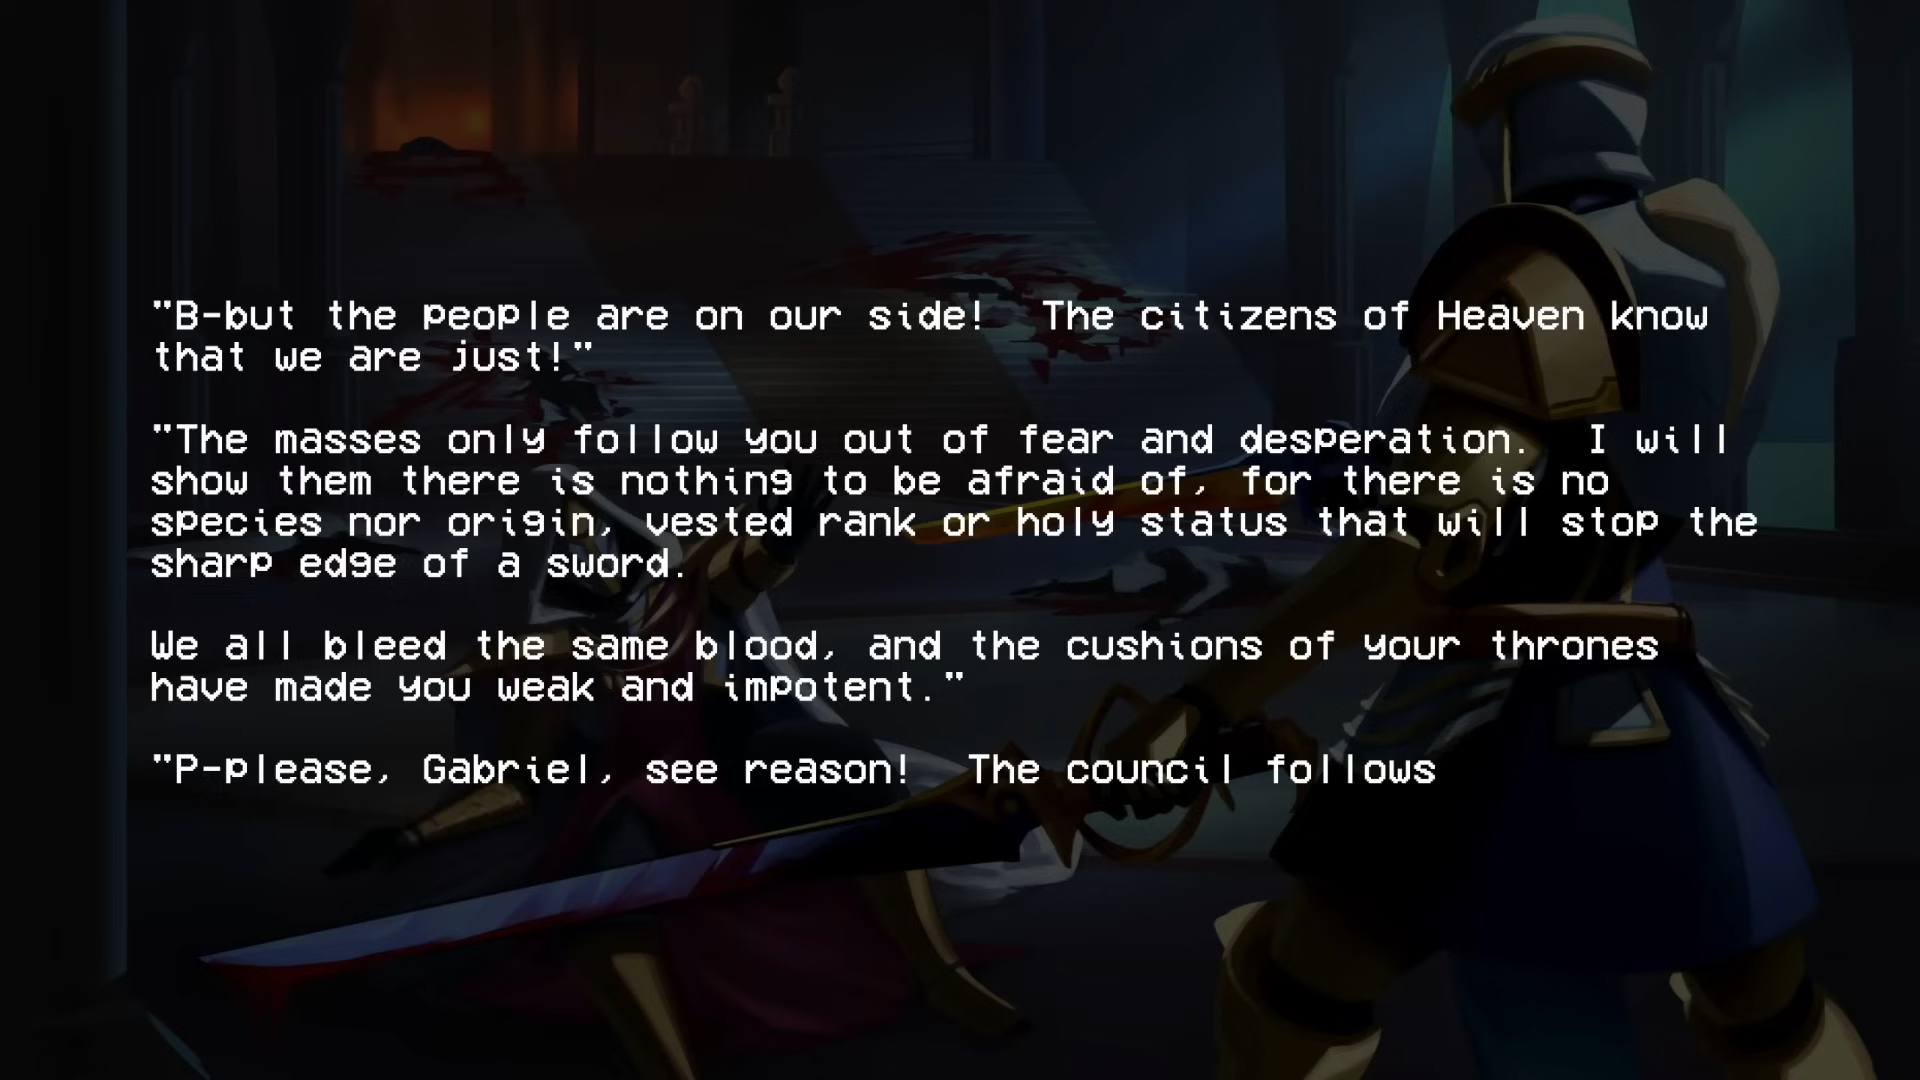 "B-but the people are on our side!  The citizens of Heaven know
that we are just!"
"The masses only follow you out of fear and desperation.  I will
show them there is nothing to be afraid of, for there is no
species nor origin, vested rank or holy status that will stop the
sharp edge of a sword.
We all bleed the same blood, and the cushions of your thrones
have made you weak and impotent."
"P-please, Gabriel, see reason!  The council follows